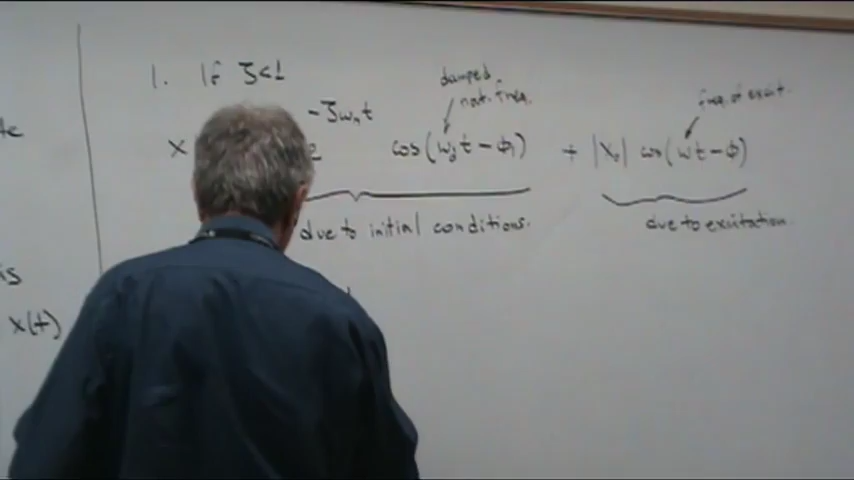 1. If ζ<1
damped
nat. freq.
freq. of excit.
-ζωₙt
x e cos(ω_d t - φ₁) + |X₀| cos(ωt - φ)
due to initial conditions. due to excitation.
is
x(t)